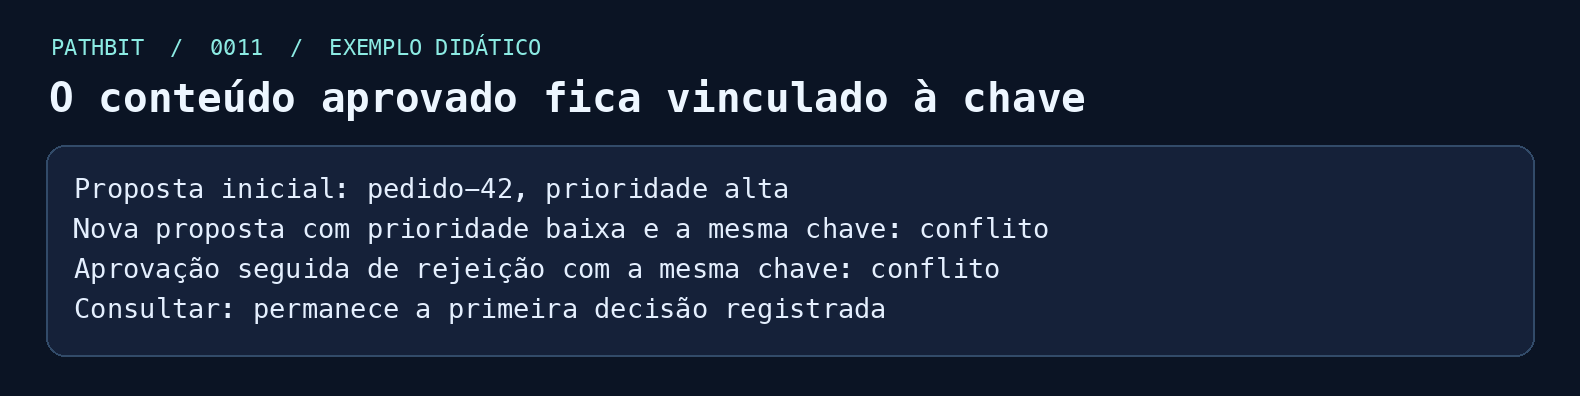 PATHBIT / 0011 / EXEMPLO DIDÁTICO
O conteúdo aprovado fica vinculado à chave
Proposta inicial: pedido–42, prioridade alta
Nova proposta com prioridade baixa e a mesma chave: conflito
Aprovação seguida de rejeição com a mesma chave: conflito
Consultar: permanece a primeira decisão registrada